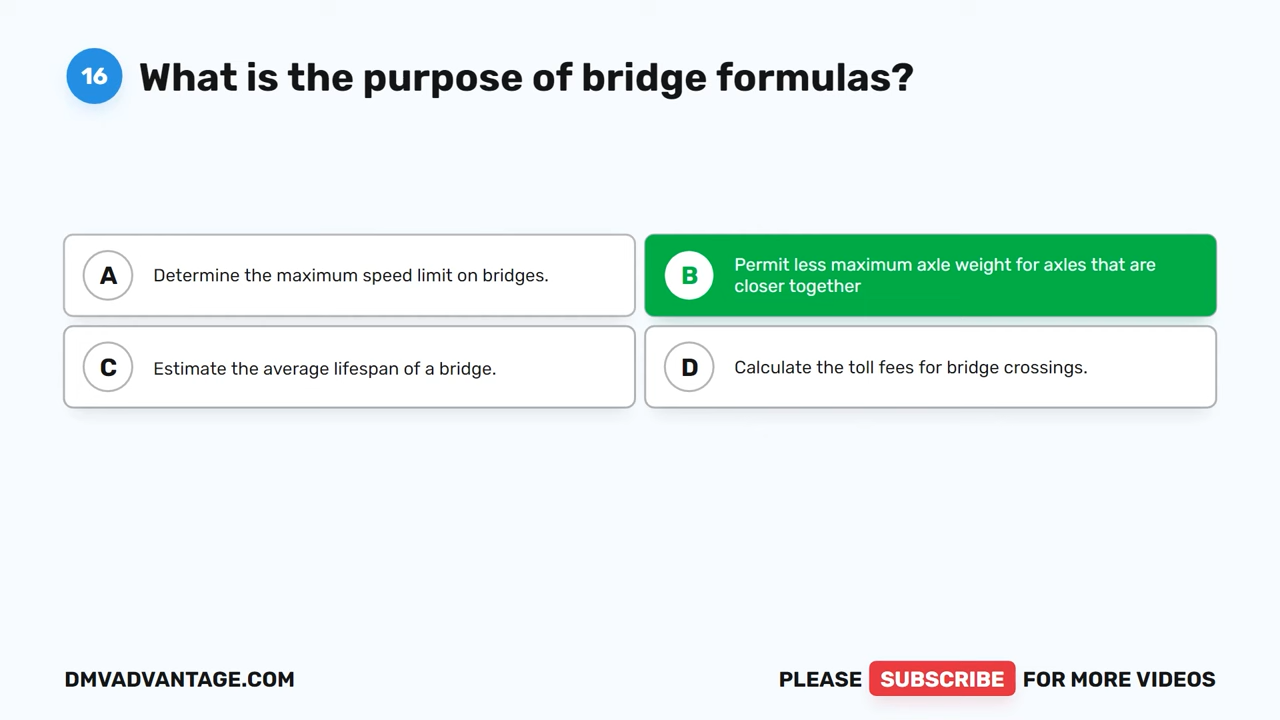 16 What is the purpose of bridge formulas?
A Determine the maximum speed limit on bridges.
B Permit less maximum axle weight for axles that are
closer together
C Estimate the average lifespan of a bridge.
D Calculate the toll fees for bridge crossings.
DMVADVANTAGE.COM
PLEASE SUBSCRIBE FOR MORE VIDEOS